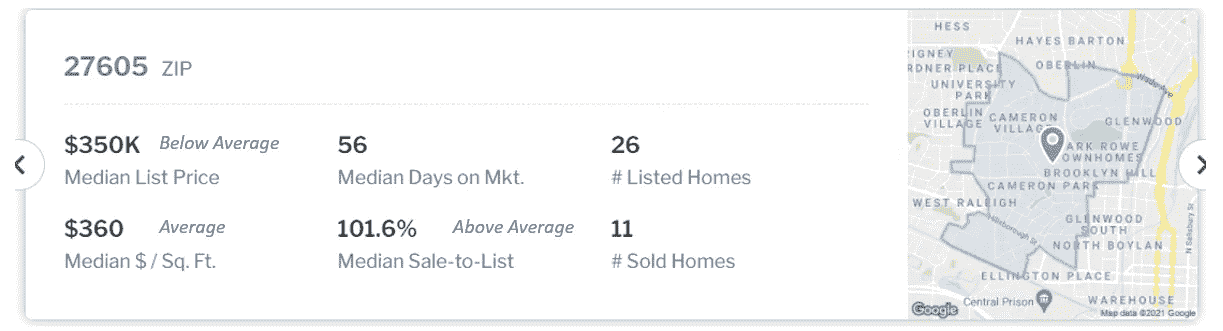 27605 ZIP
$350K Below Average
Median List Price
56
Median Days on Mkt.
26
# Listed Homes
$360 Average
Median $ / Sq. Ft.
101.6% Above Average
Median Sale-to-List
11
# Sold Homes
HESS
HAYES BARTON
IGNEY
OBERLIN
RDNER PLACE
Wade Ave
UNIVERSITY
PARK
OBERLIN
VILLAGE
CAMERON
VILLAG
GLENWOOD
ARK ROWE
OWNHOMES
BROOKLYN HILL
CAMERON PARK
WEST RALEIGH
Hillsborough St
GLENWOOD
SOUTH
NORTH BOYLAN
N Salisbury St
ELLINGTON PLACE
Central Prison
WAREHOUSE
Google
Map data ©2021 Google